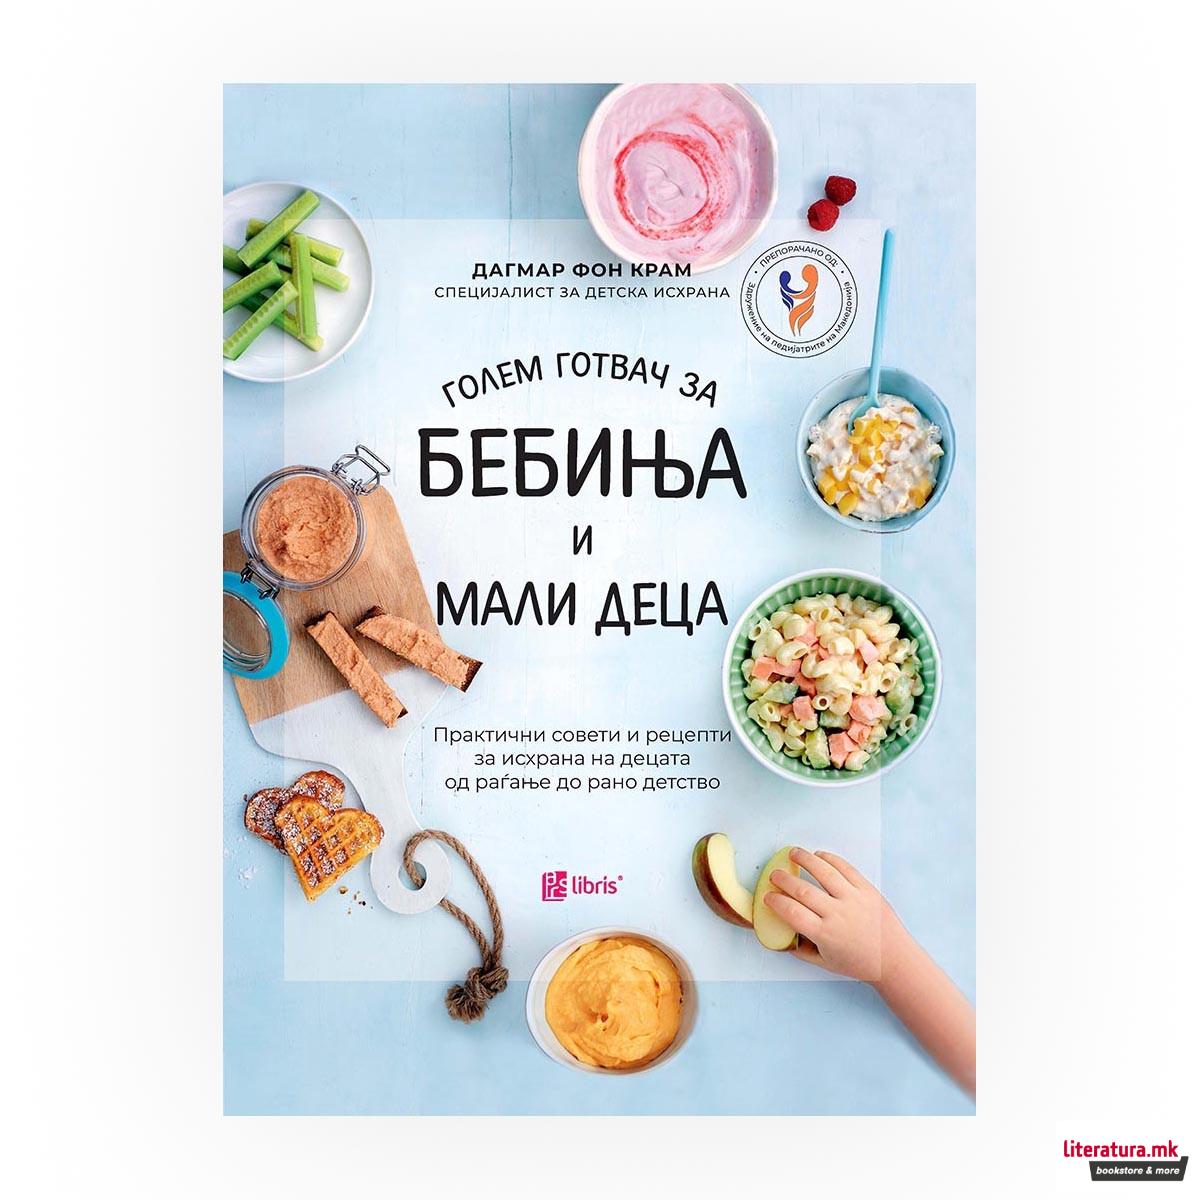 ДАГМАР ФОН КРАМ
СПЕЦИЈАЛИСТ ЗА ДЕТСКА ИСХРАНА
ПРЕПОРАЧАНО ОД:
Здружение на педијатрите на Македонија
ГОЛЕМ ГОТВАЧ ЗА
БЕБИЊА
И
МАЛИ ДЕЦА
Практични совети и рецепти
за исхрана на децата
од раѓање до рано детство
ars libris®
literatura.mk
bookstore & more